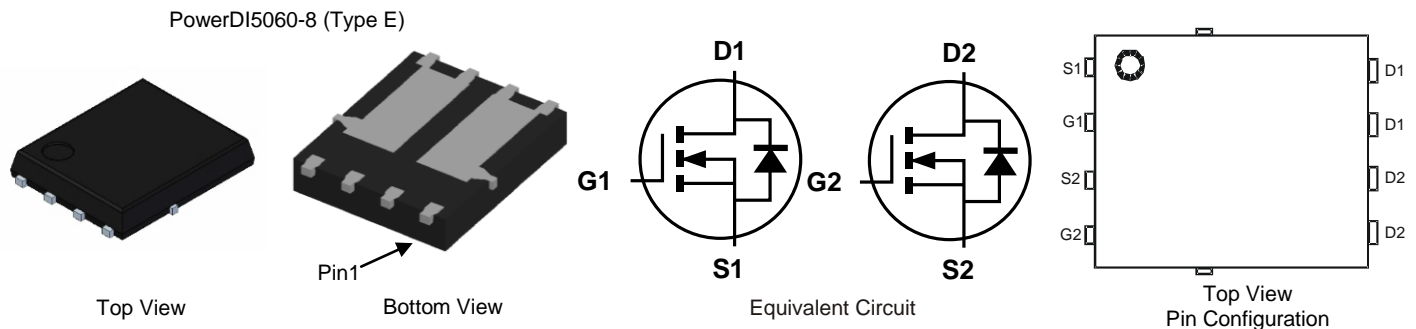 PowerDI5060-8 (Type E)
Pin1
Top View
Bottom View
D1
G1
S1
D2
G2
S2
Equivalent Circuit
S1
G1
S2
G2
D1
D1
D2
D2
Top View
Pin Configuration